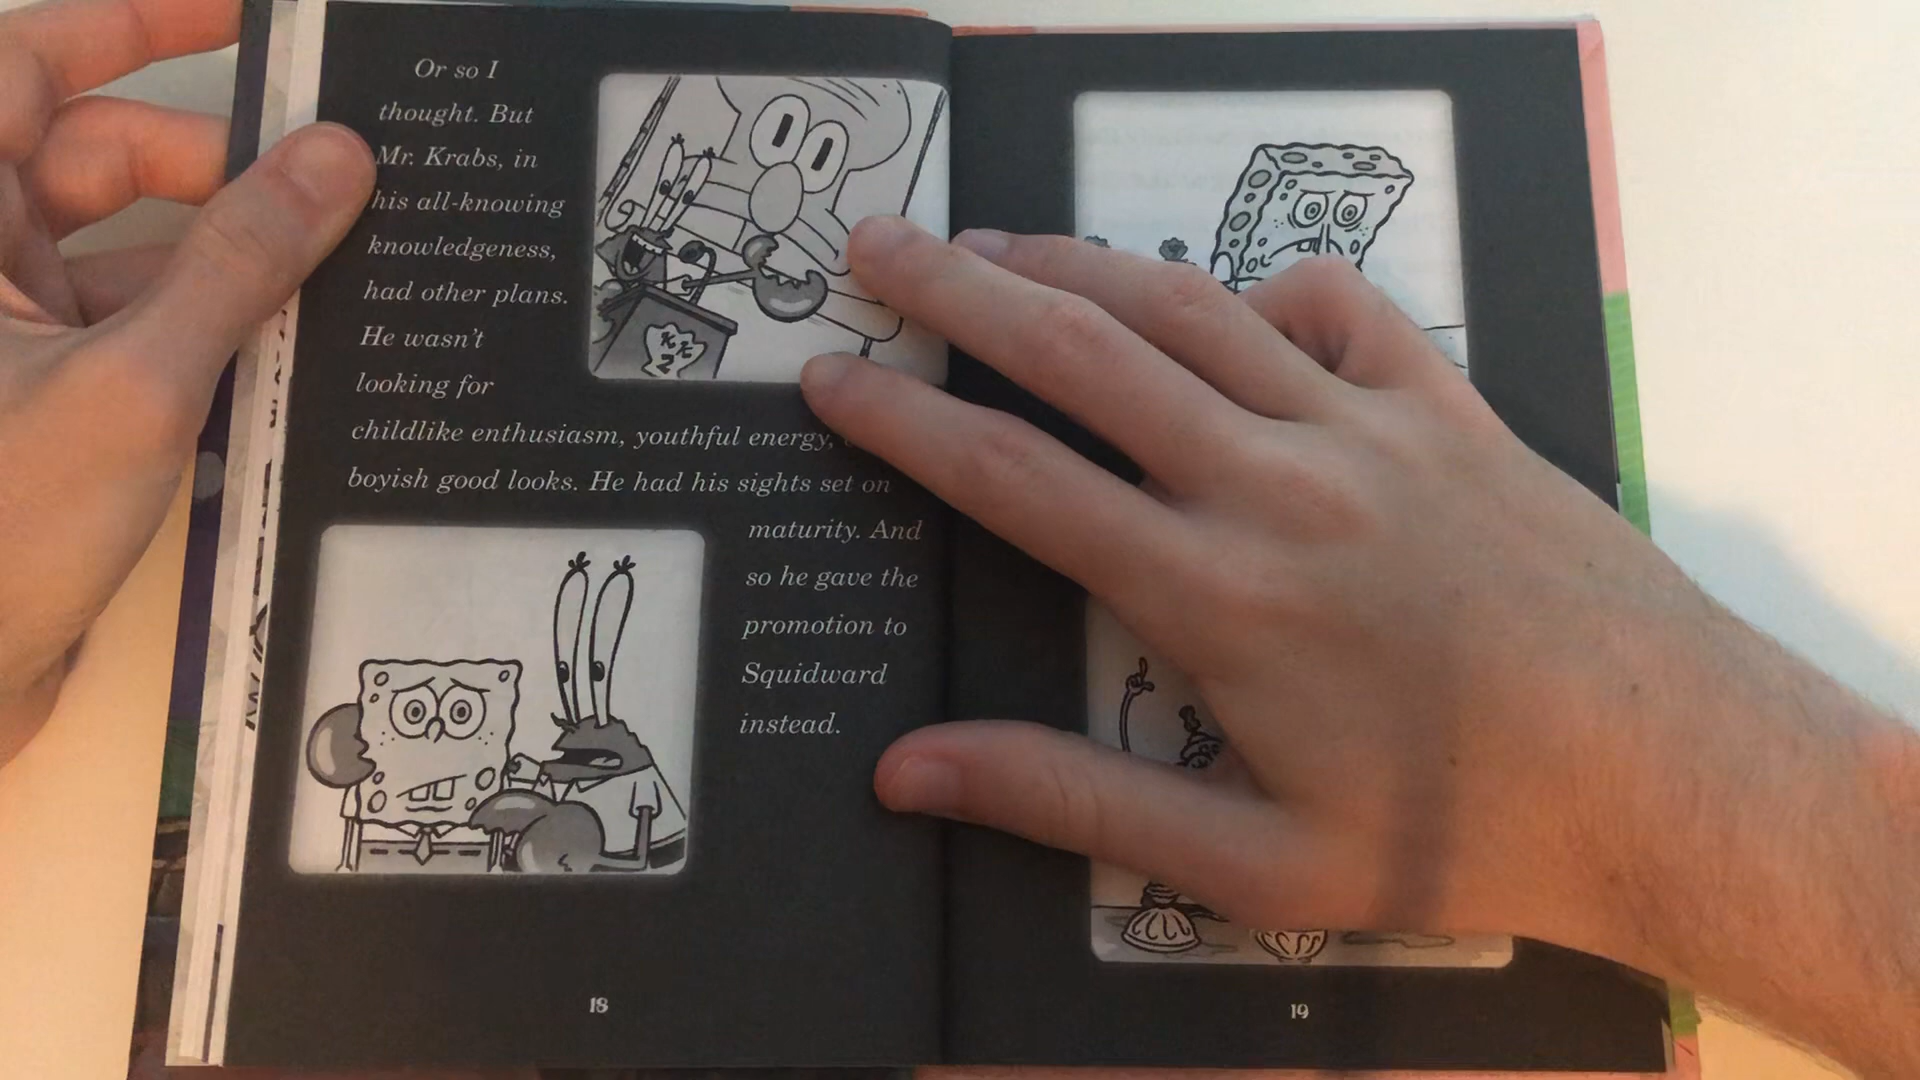 Or so I
thought. But
Mr. Krabs, in
his all-knowing
knowledgeness,
had other plans.
He wasn't
looking for
childlike enthusiasm, youthful energy,
boyish good looks. He had his sights set on
maturity. And
so he gave the
promotion to
Squidward
instead.
K
K
2
18
19